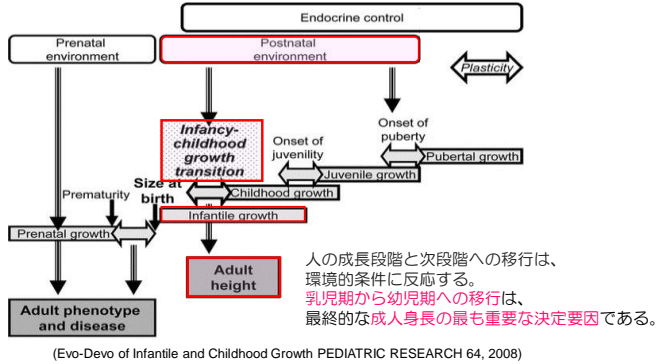 Endocrine control
Prenatal
environment
Postnatal
environment
Plasticity
Infancy-
childhood
growth
transition
Onset of
juvenility
Onset of
puberty
Pubertal growth
Juvenile growth
Prematurity
Size at
birth
Childhood growth
Infantile growth
Prenatal growth
Adult
height
Adult phenotype
and disease
人の成長段階と次段階への移行は、
環境的条件に反応する。
乳児期から幼児期への移行は、
最終的な成人身長の最も重要な決定要因である。
(Evo-Devo of Infantile and Childhood Growth PEDIATRIC RESEARCH 64, 2008)